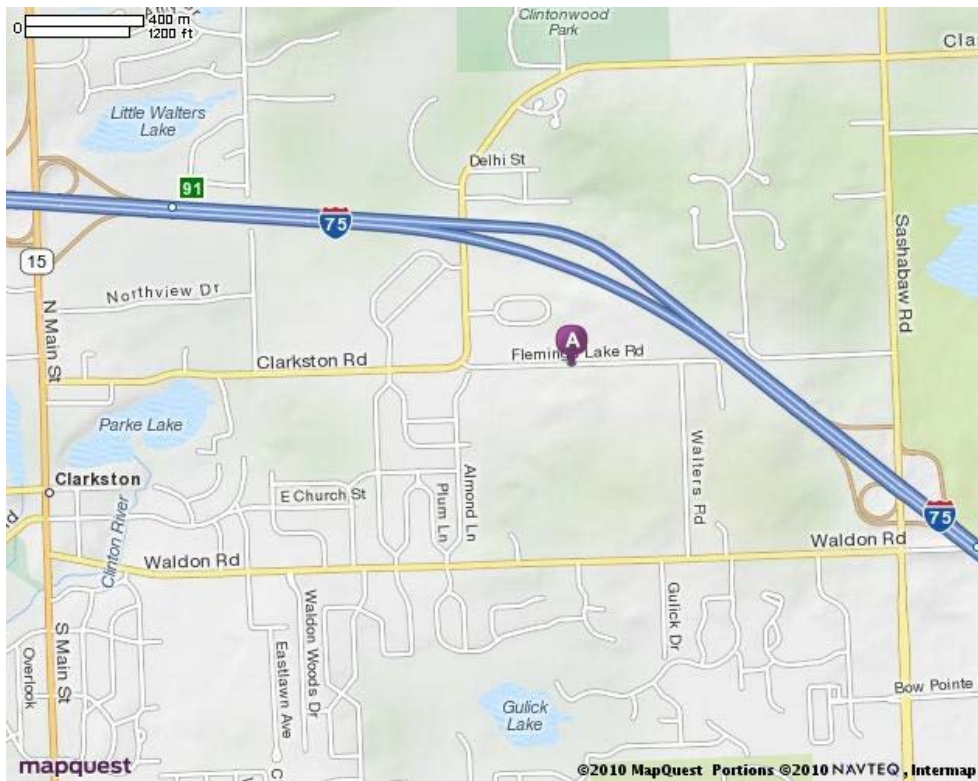 0
400 m
1200 ft
Clintonwood
Park
Cla
Little Walters
Lake
Delhi St
91
75
15
Sashabaw Rd
Northview Dr
N Main St
A
Fleming Lake Rd
Clarkston Rd
Parke Lake
Walters Rd
Clarkston
E Church St
Plum Ln
Almond Ln
75
Clinton River
Waldon Rd
Waldon Rd
Rd
Overlook
S Main St
Eastlawn Ave
Waldon Woods Dr
Gulick Dr
Gulick
Lake
Bow Pointe
C
mapquest
©2010 MapQuest Portions ©2010 NAVTEQ, Intermap